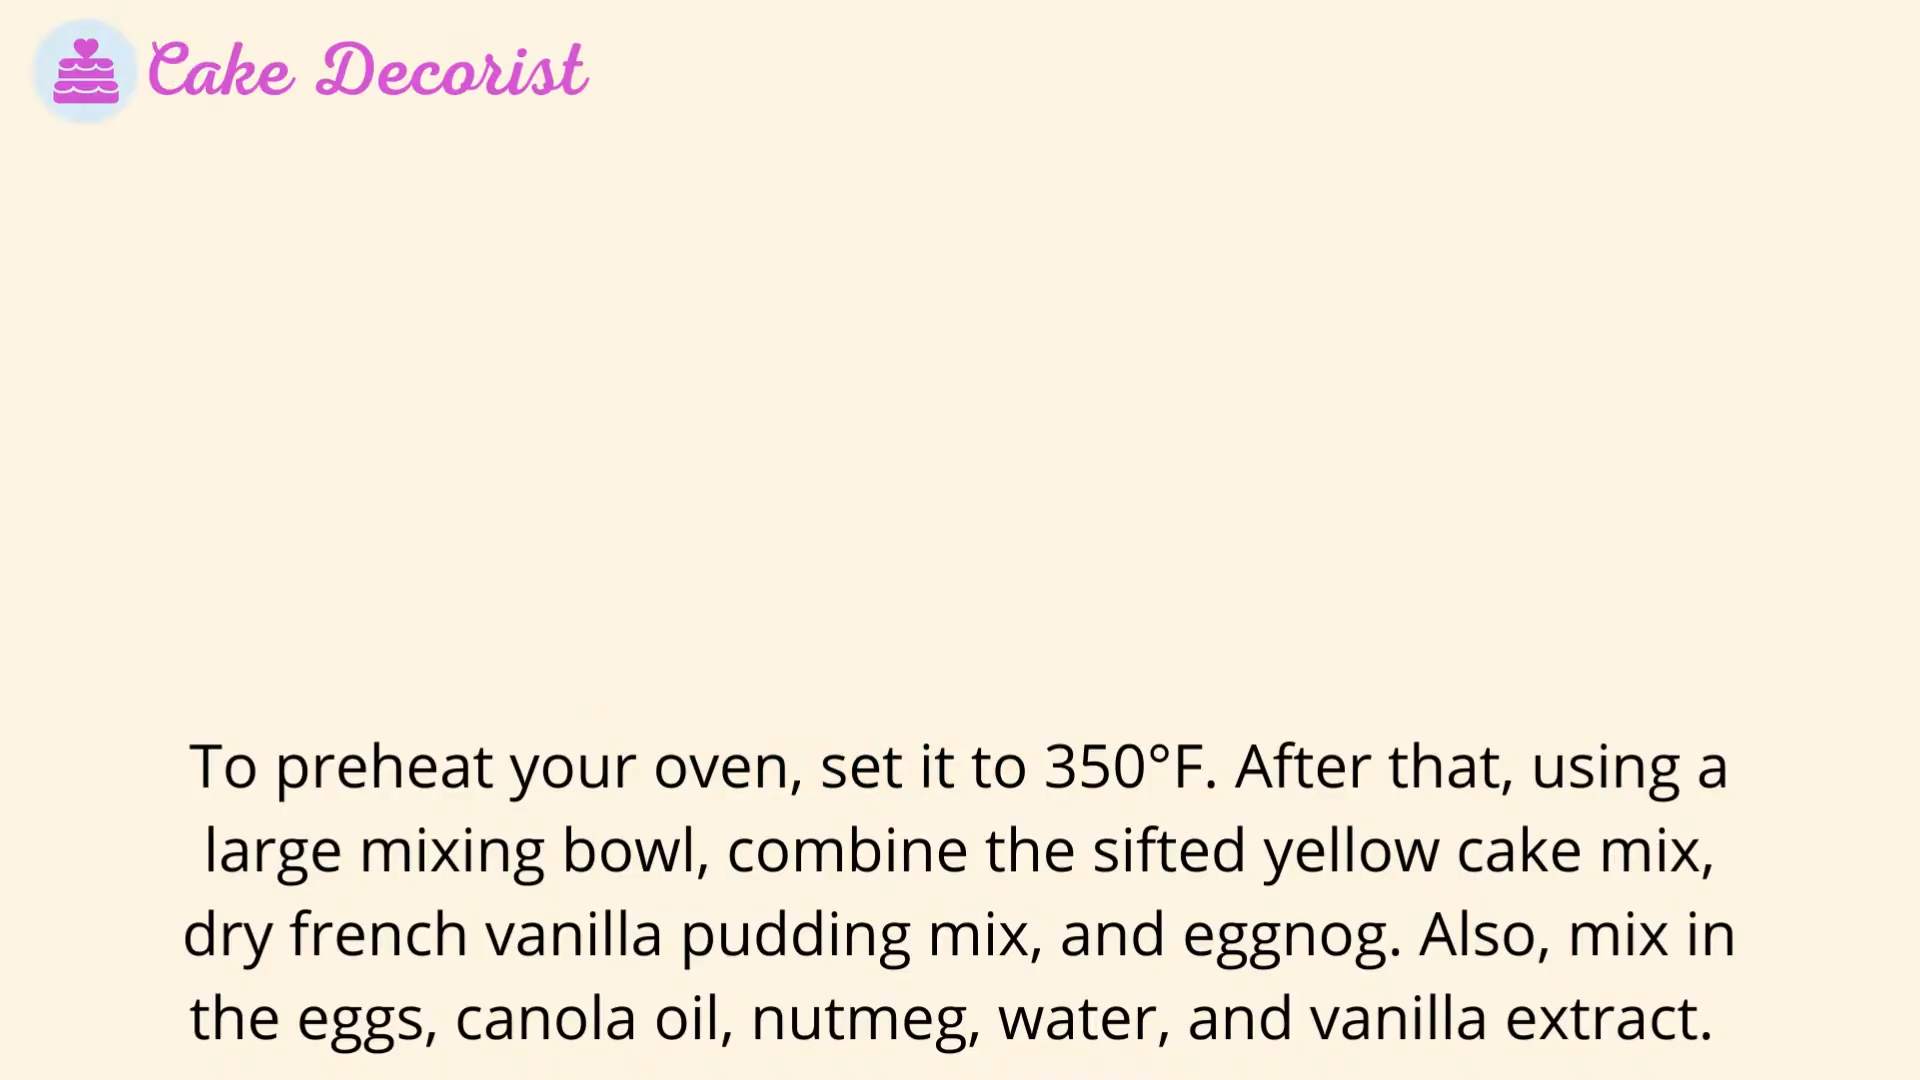 Cake Decorist
To preheat your oven, set it to 350°F. After that, using a
large mixing bowl, combine the sifted yellow cake mix,
dry french vanilla pudding mix, and eggnog. Also, mix in
the eggs, canola oil, nutmeg, water, and vanilla extract.